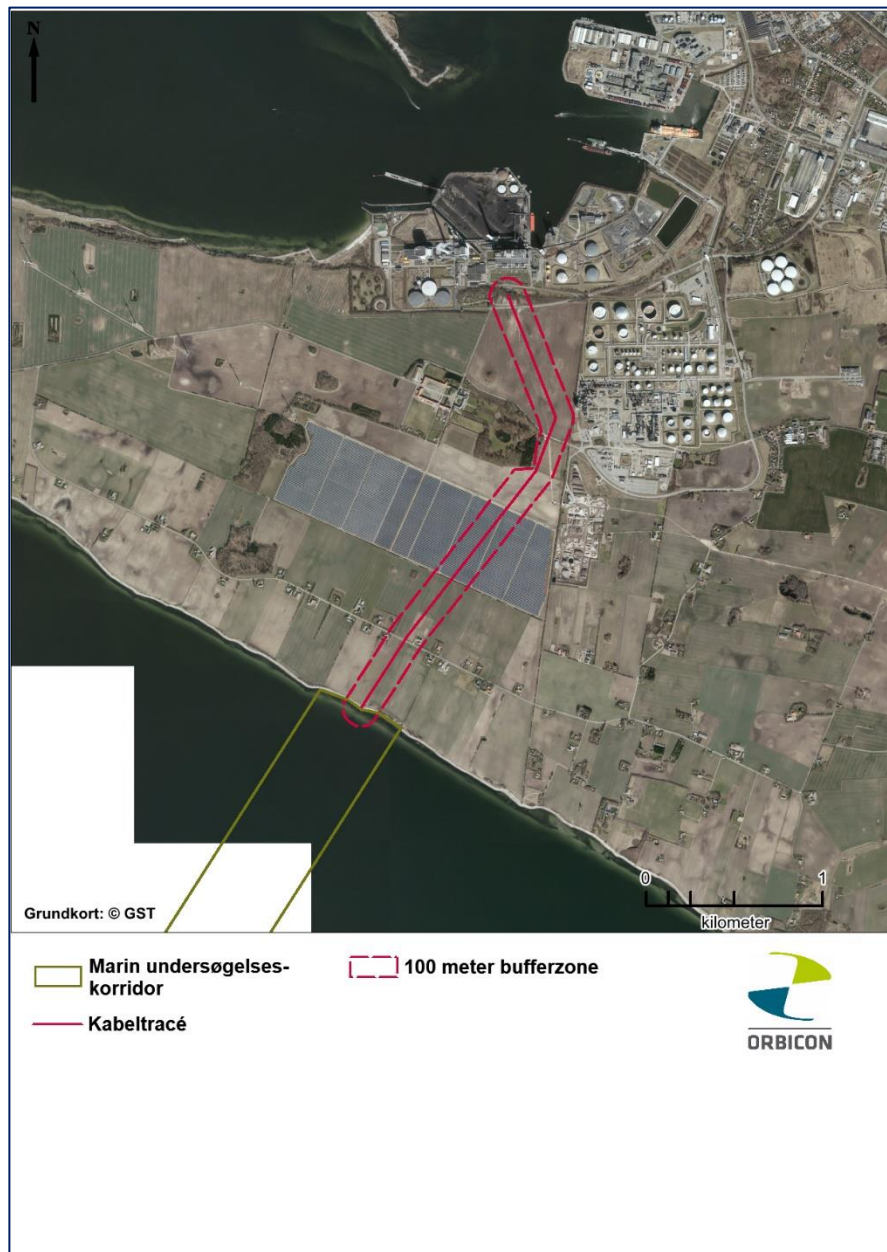 N
0
1
kilometer
Grundkort: © GST
Marin undersøgelses-
korridor
100 meter bufferzone
Kabeltracé
ORBICON